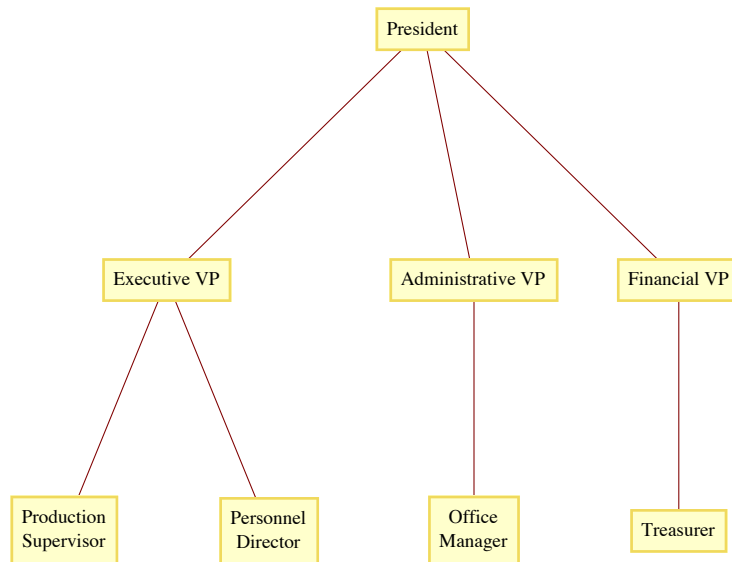 President
Executive VP
Administrative VP
Financial VP
Production
Supervisor
Personnel
Director
Office
Manager
Treasurer